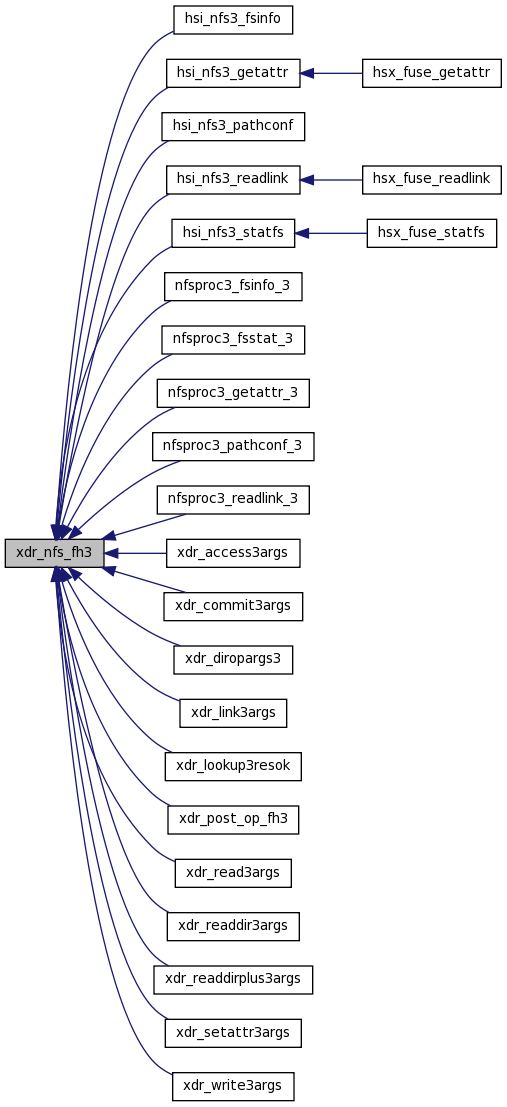 hsi_nfs3_fsinfo
hsi_nfs3_getattr
hsx_fuse_getattr
hsi_nfs3_pathconf
hsi_nfs3_readlink
hsx_fuse_readlink
hsi_nfs3_statfs
hsx_fuse_statfs
nfsproc3_fsinfo_3
nfsproc3_fsstat_3
nfsproc3_getattr_3
nfsproc3_pathconf_3
nfsproc3_readlink_3
xdr_nfs_fh3
xdr_access3args
xdr_commit3args
xdr_diropargs3
xdr_link3args
xdr_lookup3resok
xdr_post_op_fh3
xdr_read3args
xdr_readdir3args
xdr_readdirplus3args
xdr_setattr3args
xdr_write3args